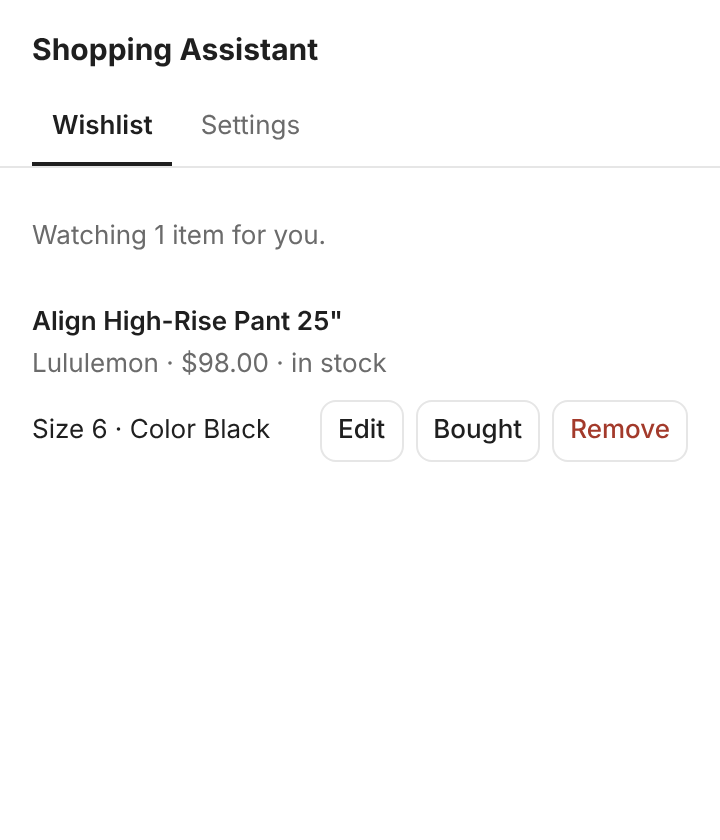 Shopping Assistant
Wishlist Settings
Watching 1 item for you.
Align High-Rise Pant 25"
Lululemon · $98.00 · in stock
Size 6 · Color Black Edit Bought Remove